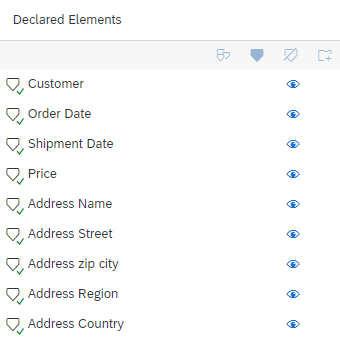 Declared Elements
Customer
Order Date
Shipment Date
Price
Address Name
Address Street
Address zip city
Address Region
Address Country